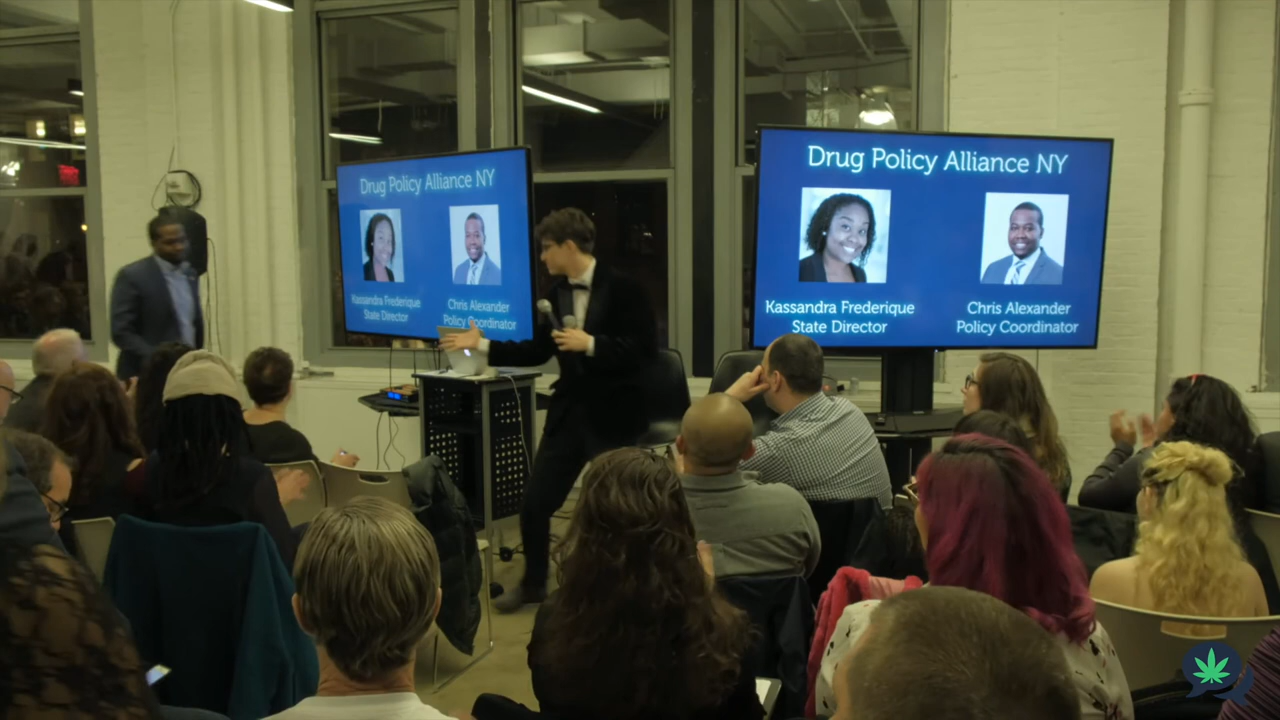 Drug Policy Alliance NY
Kassandra Frederique
State Director
Chris Alexander
Policy Coordinator
Drug Policy Alliance NY
Kassandra Frederique
State Director
Chris Alexander
Policy Coordinator